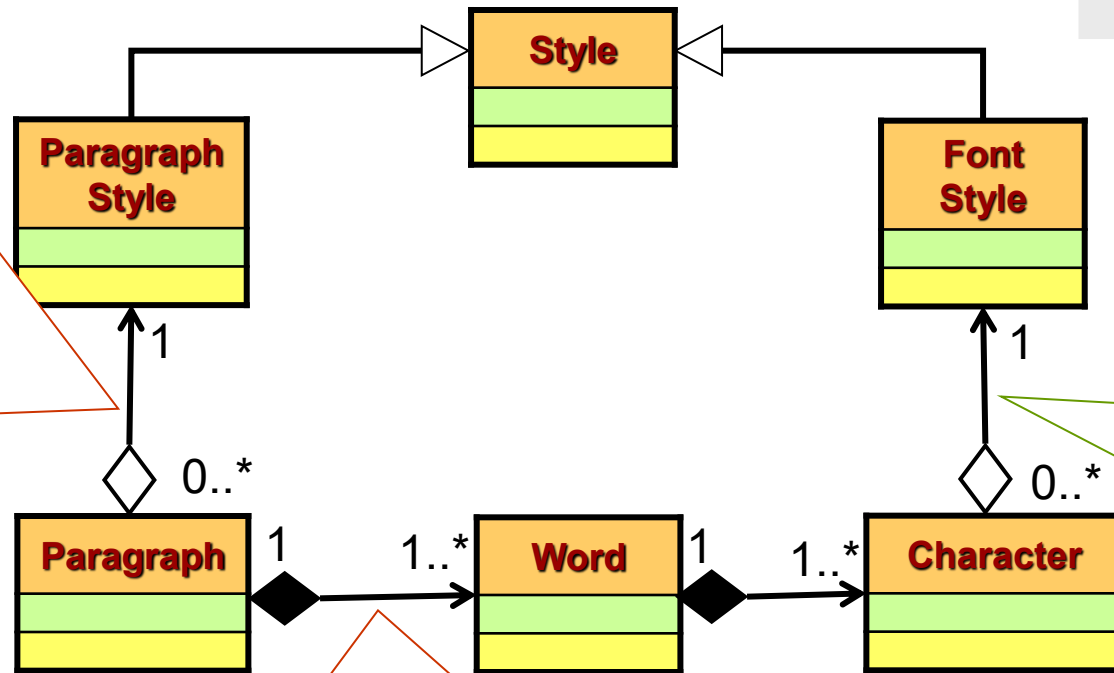 Style
Paragraph
Style
Font
Style
1
1
0..*
0..*
Paragraph
1
1..*
Word
1
1..*
Character